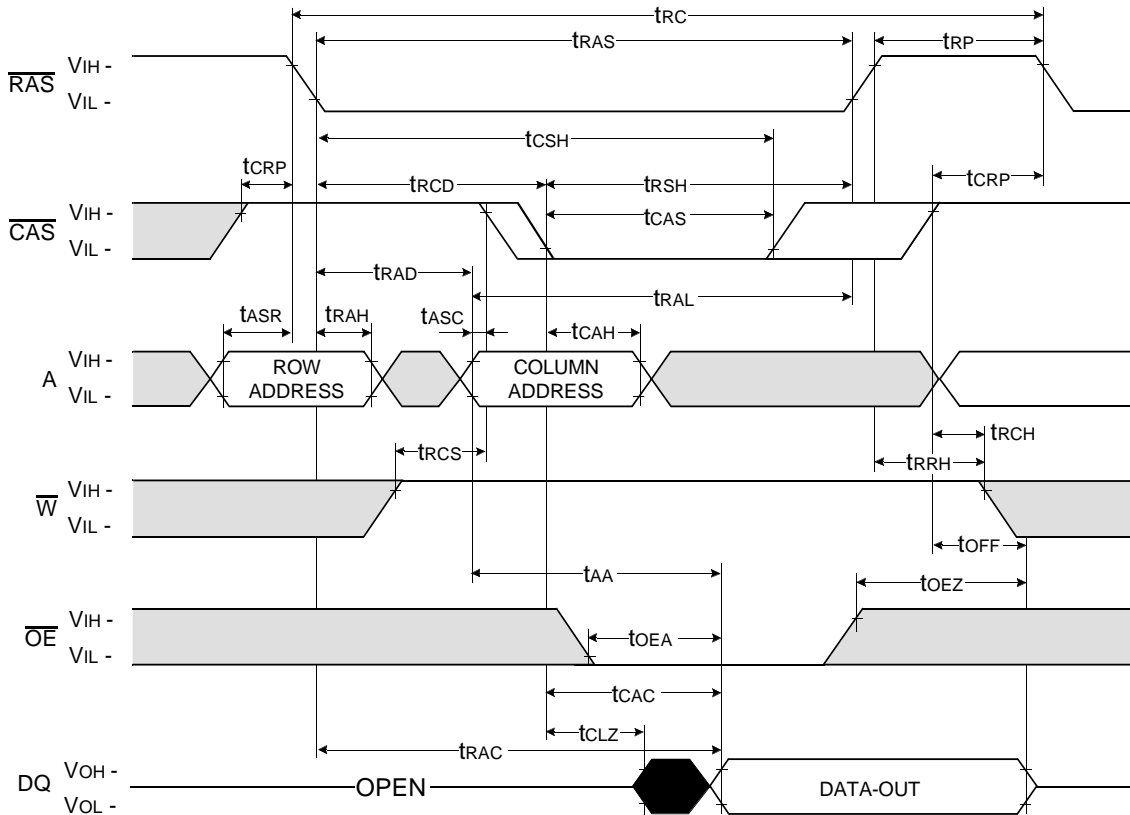 tRC
tRAS
tRP
RAS
VIH -
VIL -
tCSH
tCRP
tRCD
tRSH
tCRP
CAS
VIH -
VIL -
tCAS
tRAD
tRAL
tASR
tRAH
tASC
tCAH
A
VIH -
VIL -
ROW
ADDRESS
COLUMN
ADDRESS
tRCS
tRCH
tRRH
W
VIH -
VIL -
tOFF
tAA
tOEZ
OE
VIH -
VIL -
tOEA
tCAC
tCLZ
tRAC
DQ
VOH -
VOL -
OPEN
DATA-OUT